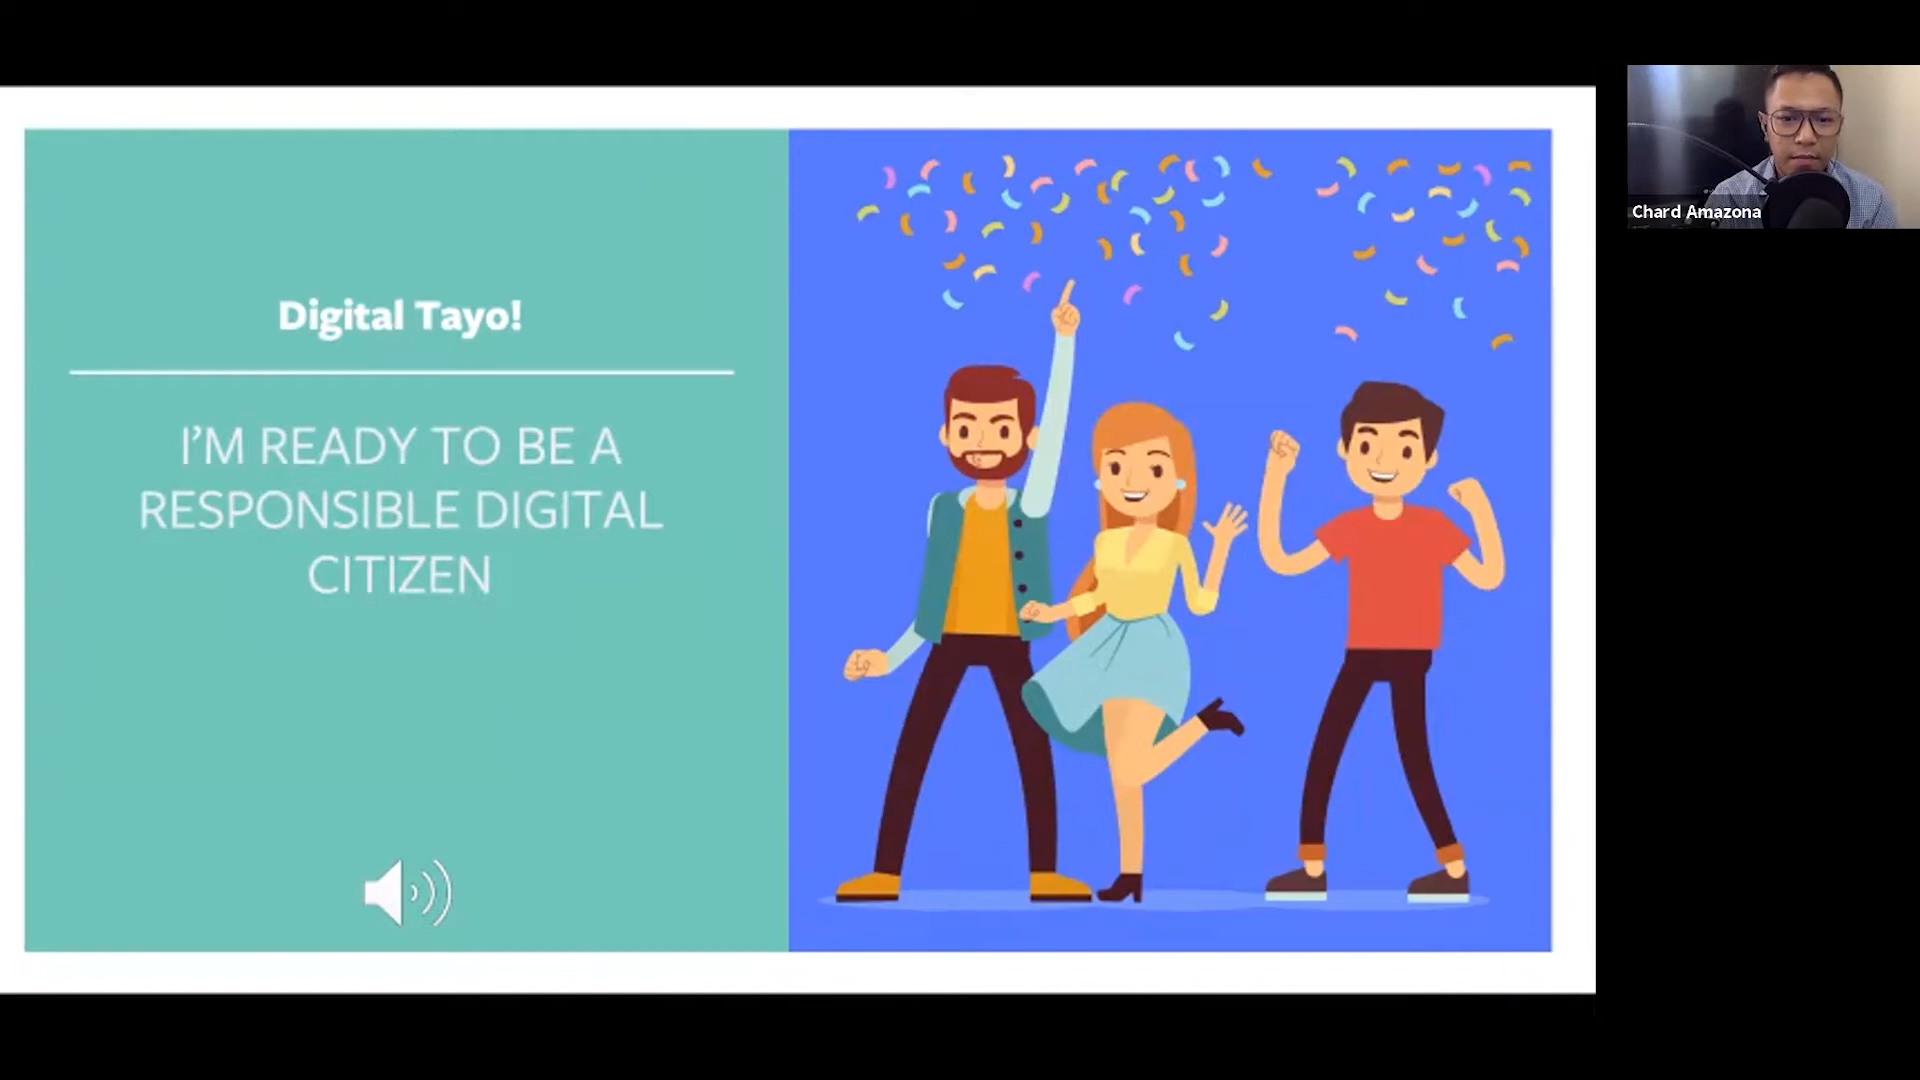 Digital Tayo!
I'M READY TO BE A
RESPONSIBLE DIGITAL
CITIZEN
Chard Amazona